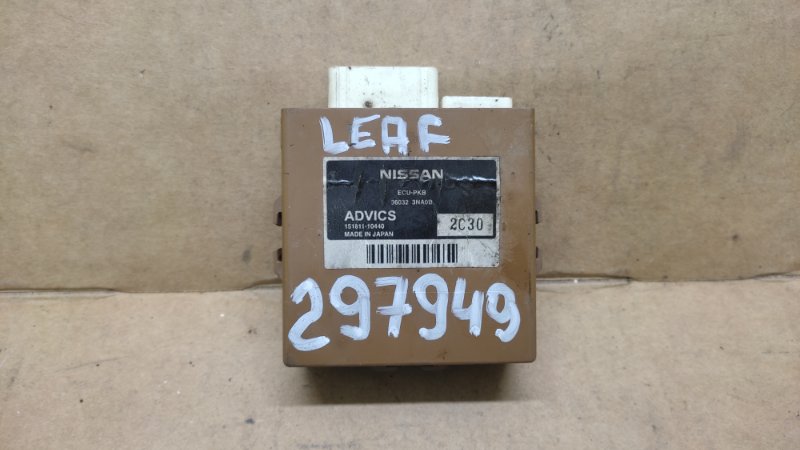 LEAF
NISSAN
ECU-PKB
36032 3NA0B
ADVICS 2C30
151811-10440
MADE IN JAPAN
297949